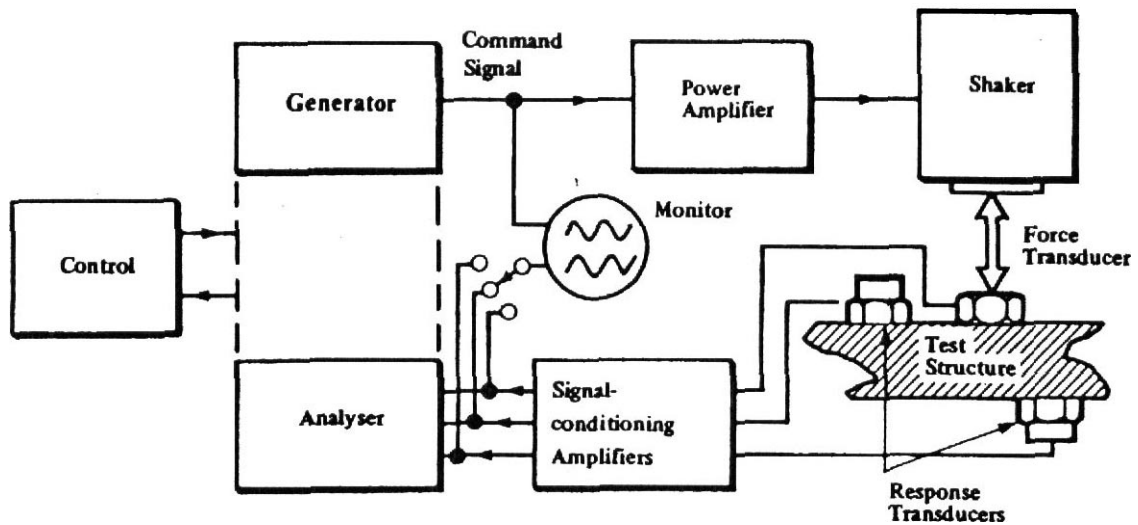 Command
Signal
Generator
Power
Amplifier
Shaker
Monitor
Control
Force
Transducer
Test
Structure
Analyser
Signal-
conditioning
Amplifiers
Response
Transducers